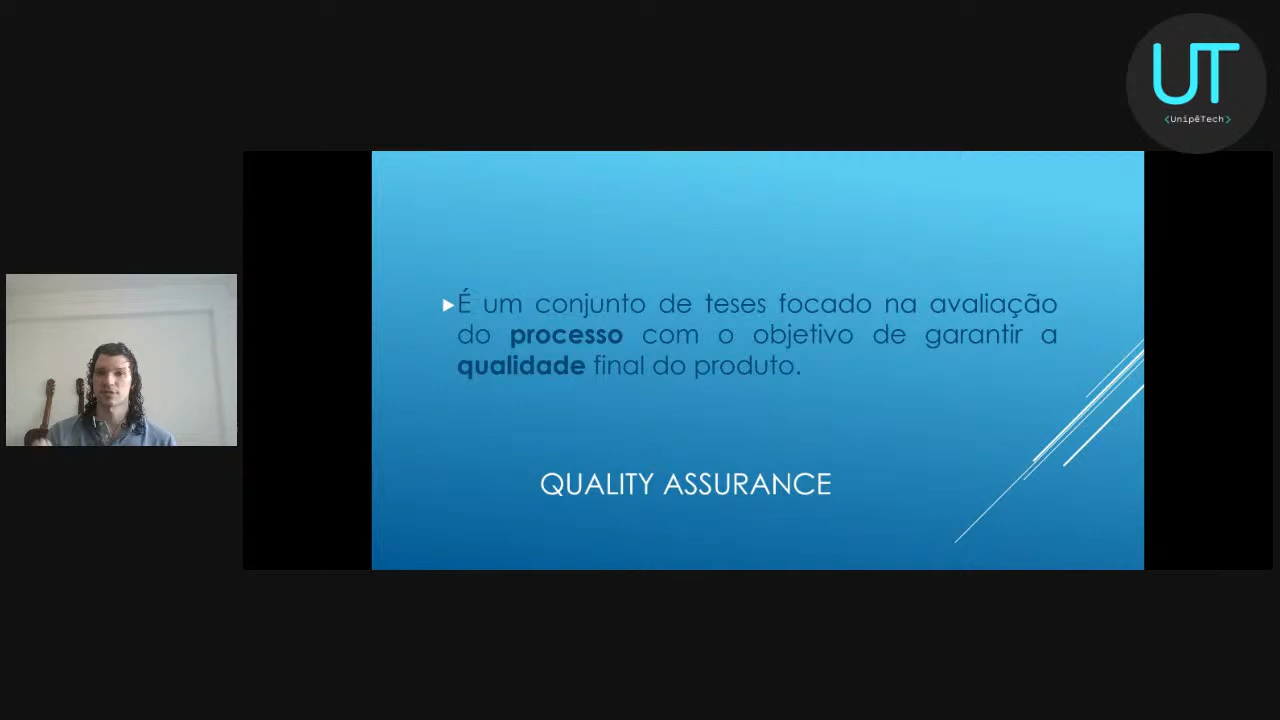 UT
<UnipêTech>
É um conjunto de teses focado na avaliação
do processo com o objetivo de garantir a
qualidade final do produto.
QUALITY ASSURANCE